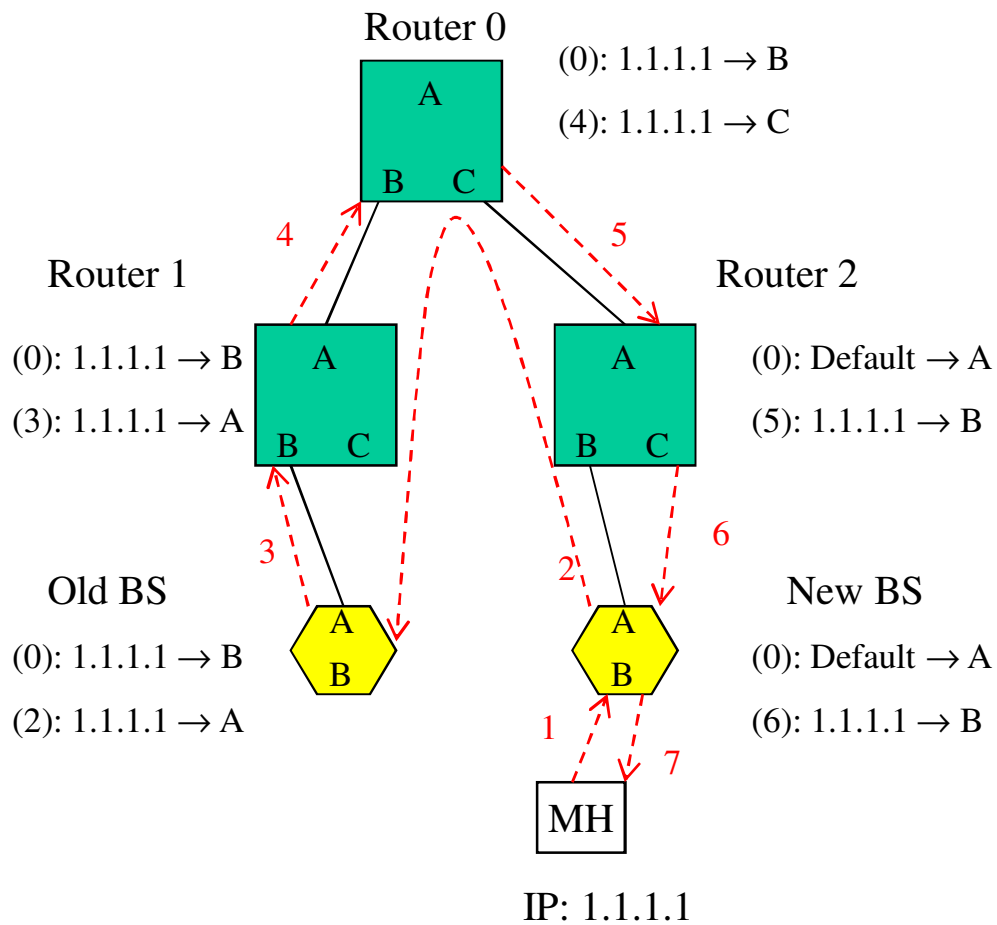 Router 0
(0): 1.1.1.1 → B
A
(4): 1.1.1.1 → C
B C
4
5
Router 1
Router 2
(0): 1.1.1.1 → B
A
A
(0): Default → A
(3): 1.1.1.1 → A
B C
B C
(5): 1.1.1.1 → B
3
2
6
Old BS
New BS
(0): 1.1.1.1 → B
A
A
(0): Default → A
B
B
(2): 1.1.1.1 → A
(6): 1.1.1.1 → B
1
7
MH
IP: 1.1.1.1